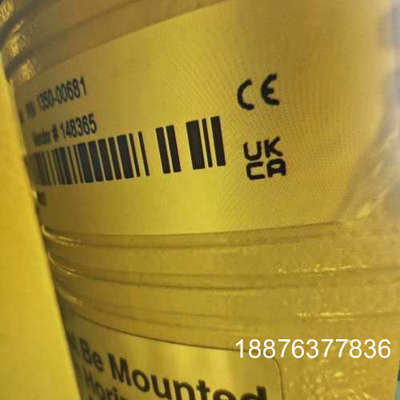 1350-00681
Vendor # 148365
CE
UK
CA
Be Mounted
18876377836